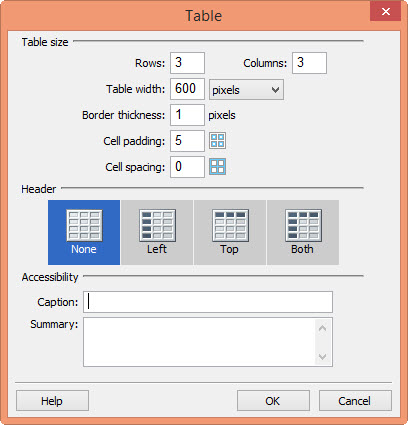 Table
Table size
Rows: 3 Columns: 3
Table width: 600 pixels
Border thickness: 1 pixels
Cell padding: 5
Cell spacing: 0
Header
None Left Top Both
Accessibility
Caption:
Summary:
Help OK Cancel